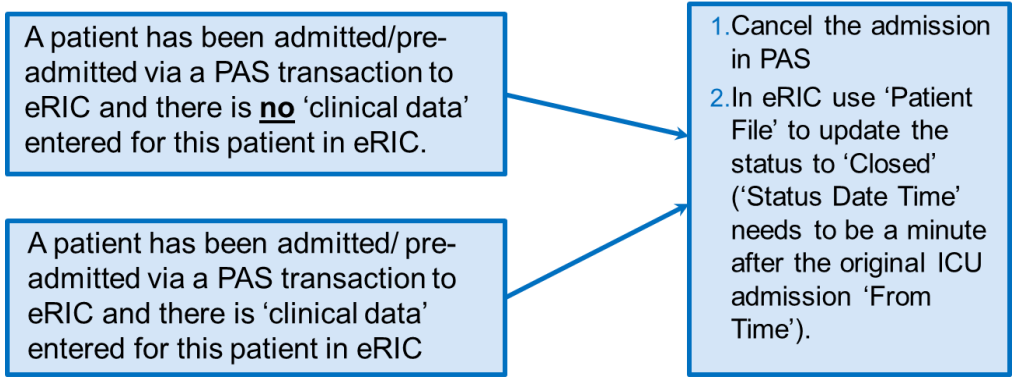 A patient has been admitted/pre-
admitted via a PAS transaction to
eRIC and there is no ‘clinical data’
entered for this patient in eRIC.
A patient has been admitted/ pre-
admitted via a PAS transaction to
eRIC and there is ‘clinical data’
entered for this patient in eRIC
1.Cancel the admission
in PAS
2.In eRIC use ‘Patient
File’ to update the
status to ‘Closed’
(‘Status Date Time’
needs to be a minute
after the original ICU
admission ‘From
Time’).